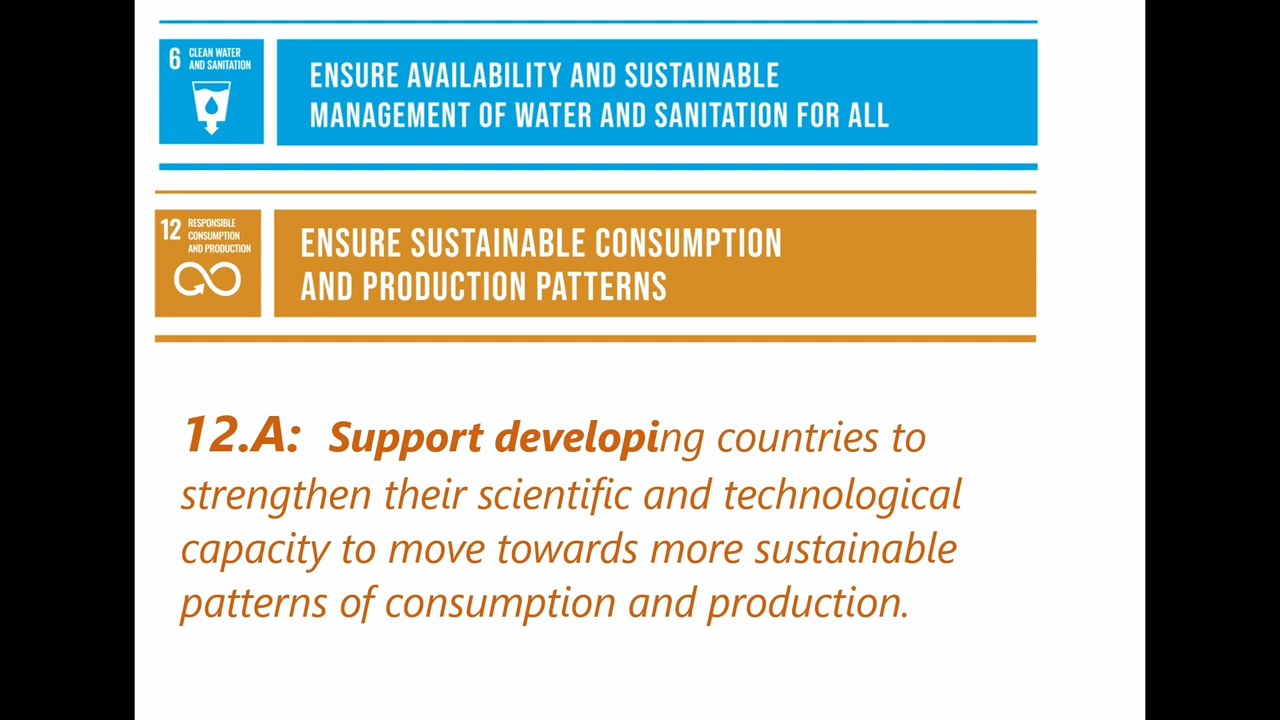 6 CLEAN WATER
AND SANITATION
ENSURE AVAILABILITY AND SUSTAINABLE
MANAGEMENT OF WATER AND SANITATION FOR ALL
12 RESPONSIBLE
CONSUMPTION
AND PRODUCTION
ENSURE SUSTAINABLE CONSUMPTION
AND PRODUCTION PATTERNS
12.A: Support developing countries to
strengthen their scientific and technological
capacity to move towards more sustainable
patterns of consumption and production.